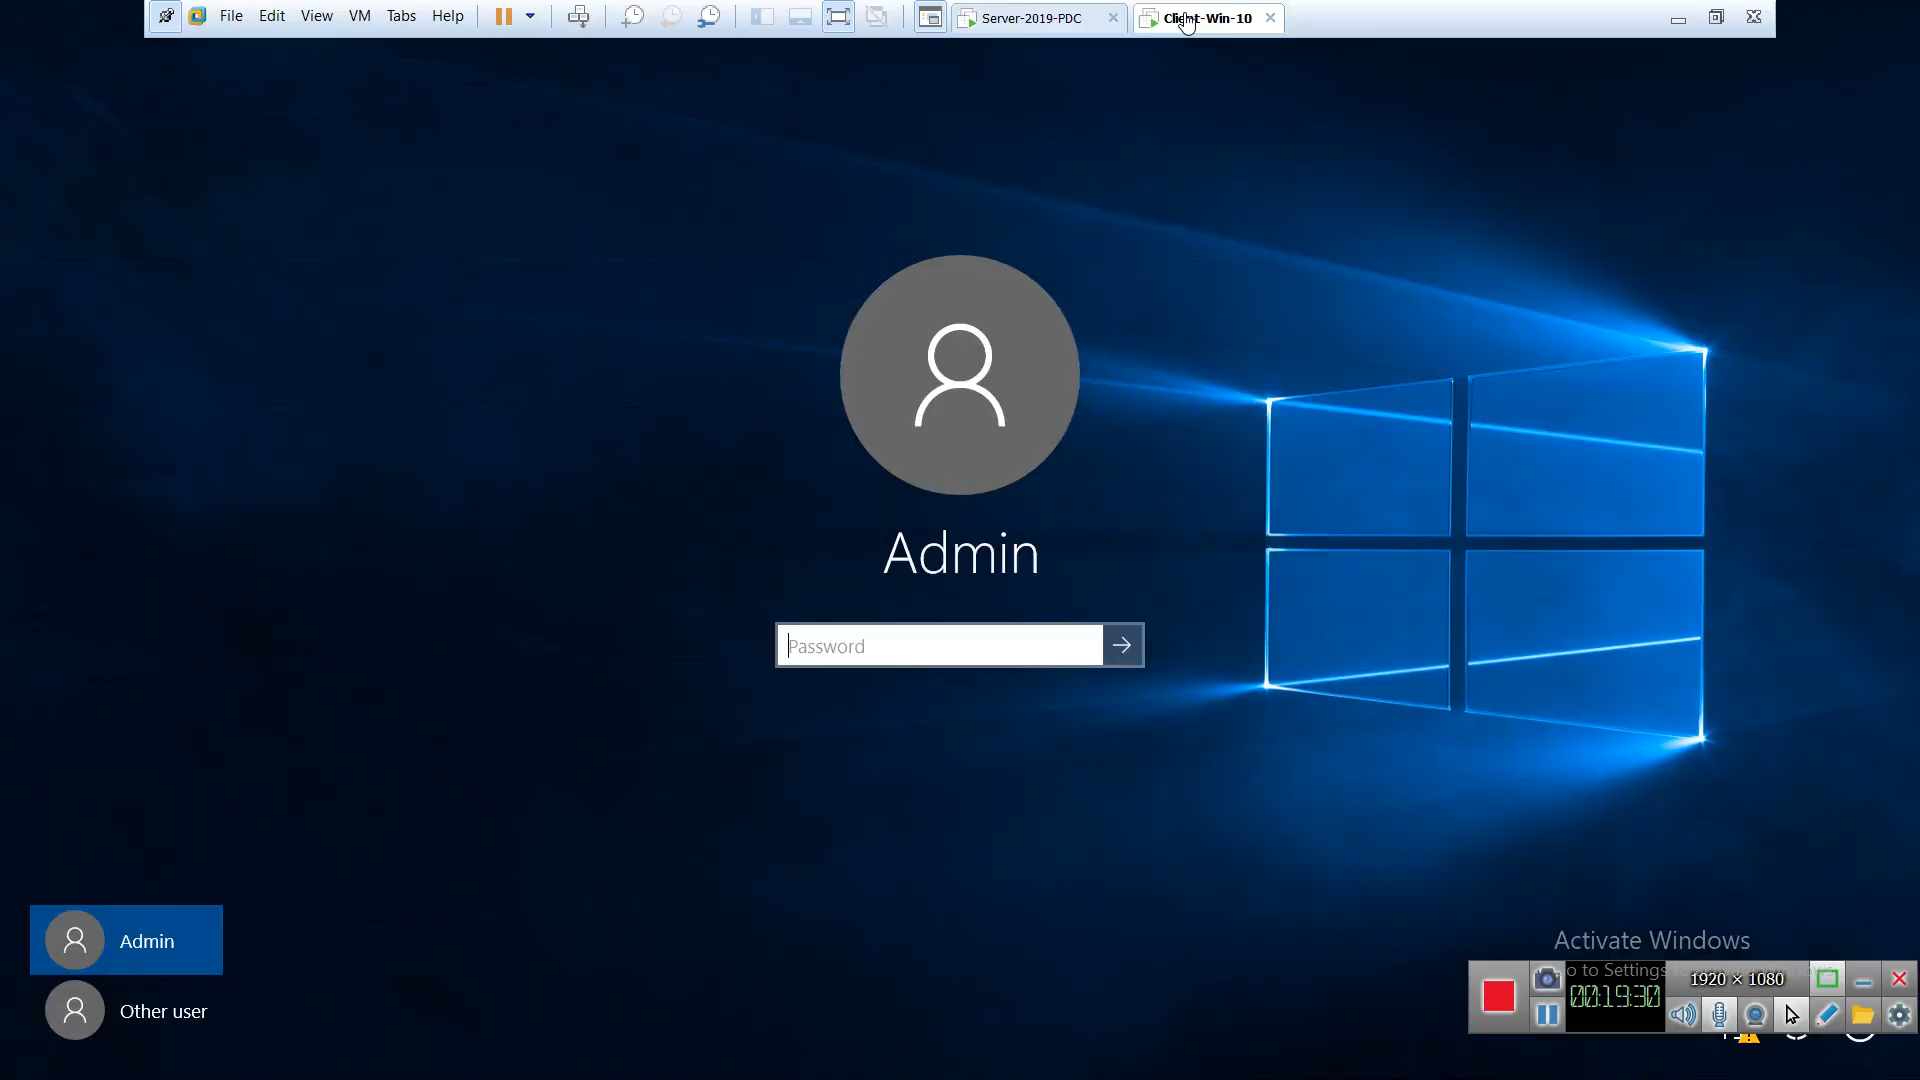 File Edit View VM Tabs Help
Server-2019-PDC
Client-Win-10
Admin
Password
Admin
Other user
Activate Windows
o to Settings
1920 × 1080
00:19:30